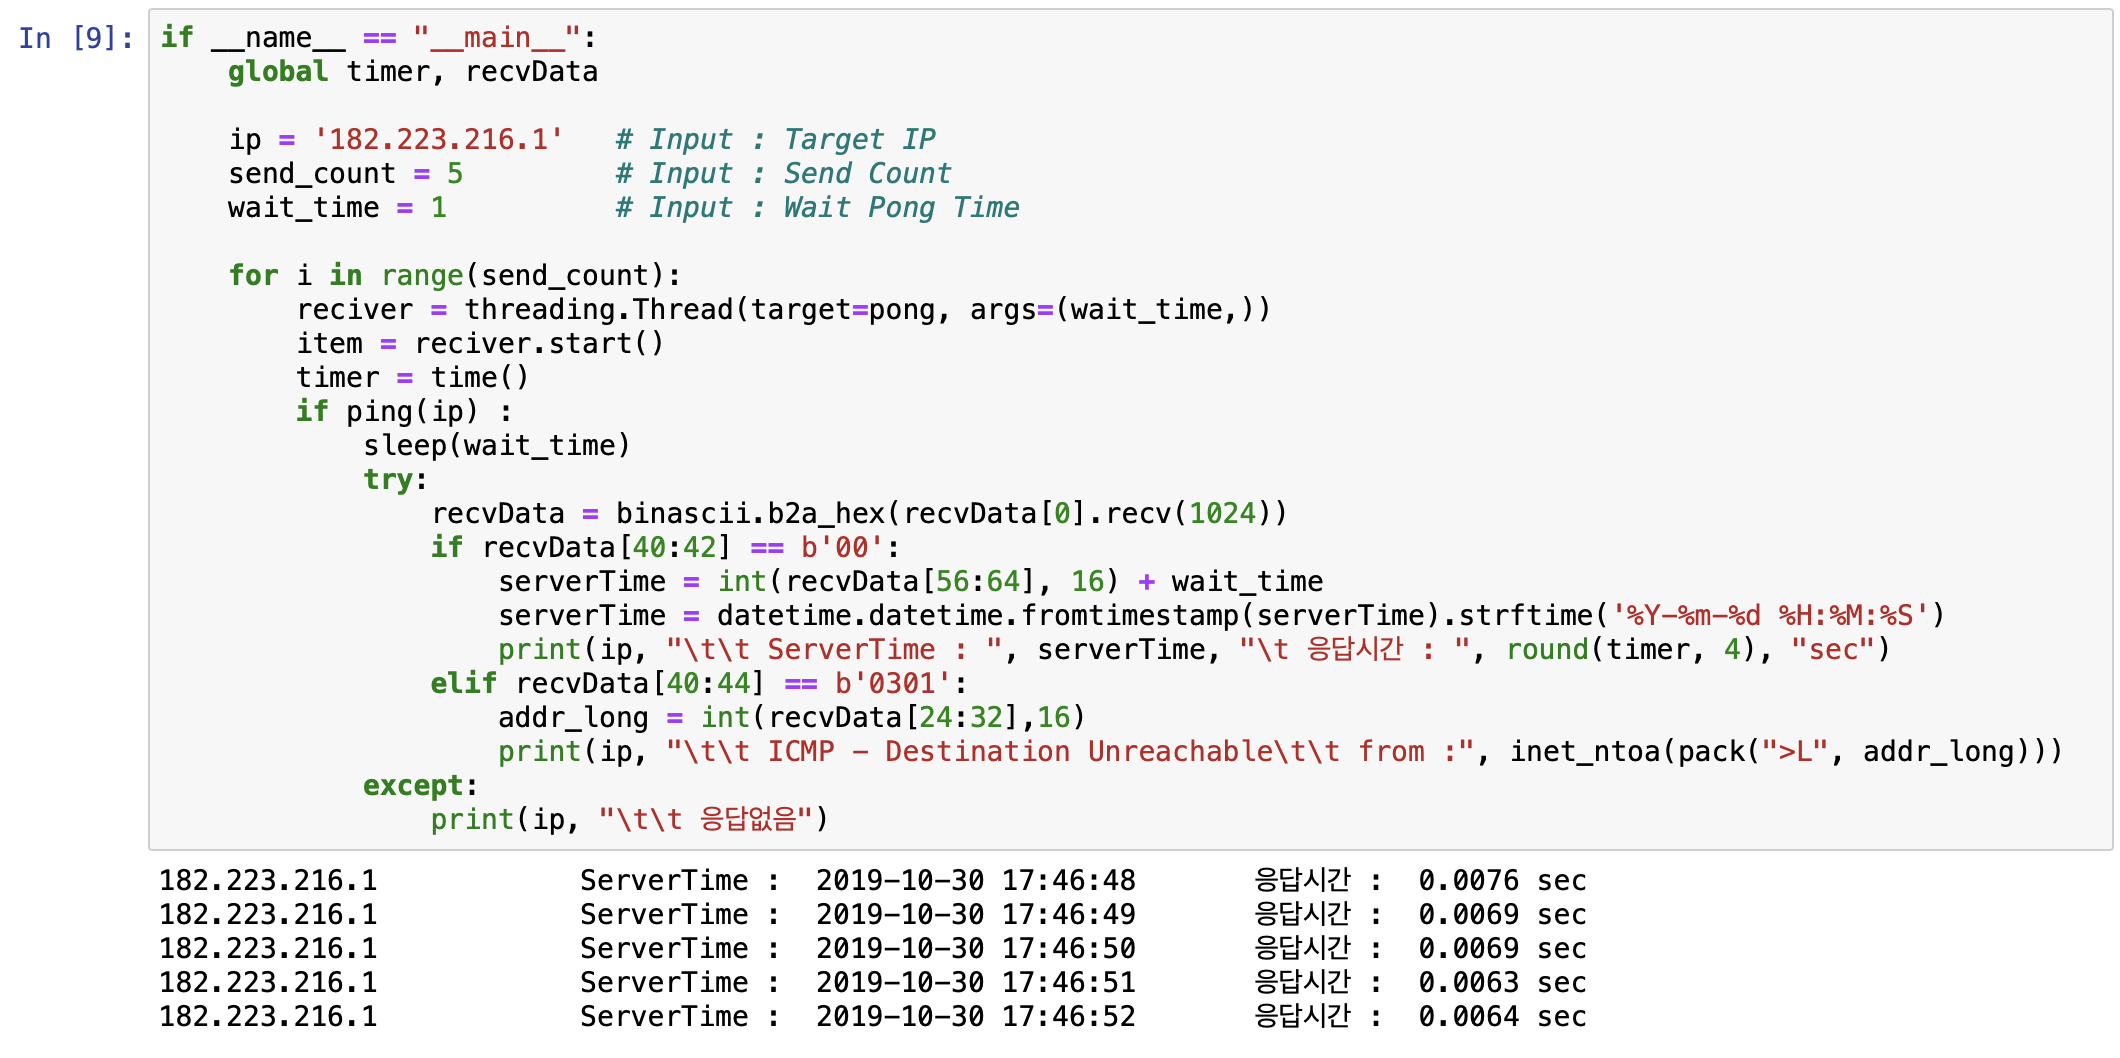 In [9]: if __name__ == "__main__":
    global timer, recvData

    ip = '182.223.216.1'   # Input : Target IP
    send_count = 5         # Input : Send Count
    wait_time = 1          # Input : Wait Pong Time

    for i in range(send_count):
        reciver = threading.Thread(target=pong, args=(wait_time,))
        item = reciver.start()
        timer = time()
        if ping(ip) :
            sleep(wait_time)
            try:
                recvData = binascii.b2a_hex(recvData[0].recv(1024))
                if recvData[40:42] == b'00':
                    serverTime = int(recvData[56:64], 16) + wait_time
                    serverTime = datetime.datetime.fromtimestamp(serverTime).strftime('%Y-%m-%d %H:%M:%S')
                    print(ip, "\t\t ServerTime : ", serverTime, "\t 응답시간 : ", round(timer, 4), "sec")
                elif recvData[40:44] == b'0301':
                    addr_long = int(recvData[24:32],16)
                    print(ip, "\t\t ICMP - Destination Unreachable\t\t from :", inet_ntoa(pack(">L", addr_long)))
            except:
                print(ip, "\t\t 응답없음")
182.223.216.1            ServerTime :  2019-10-30 17:46:48       응답시간 :  0.0076 sec
182.223.216.1            ServerTime :  2019-10-30 17:46:49       응답시간 :  0.0069 sec
182.223.216.1            ServerTime :  2019-10-30 17:46:50       응답시간 :  0.0069 sec
182.223.216.1            ServerTime :  2019-10-30 17:46:51       응답시간 :  0.0063 sec
182.223.216.1            ServerTime :  2019-10-30 17:46:52       응답시간 :  0.0064 sec